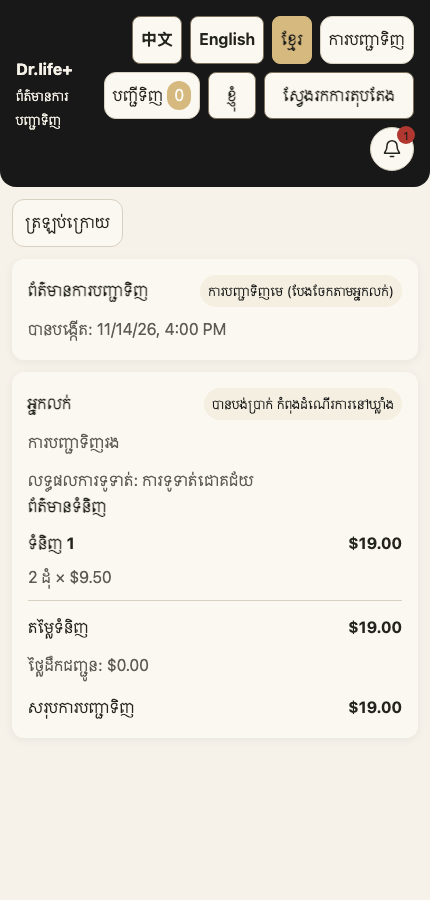 中文
English
ខ្មែរ
ការបញ្ជាទិញ
Dr.life+
ព័ត៌មានការ
បញ្ជាទិញ
បញ្ជីទិញ 0
ខ្ញុំ
ស្វែងរកការតុបតែង
1
ត្រឡប់ក្រោយ
ព័ត៌មានការបញ្ជាទិញ
ការបញ្ជាទិញមេ (បែងចែកតាមអ្នកលក់)
បានបង្កើត: 11/14/26, 4:00 PM
អ្នកលក់
បានបង់ប្រាក់ កំពុងដំណើរការនៅឃ្លាំង
ការបញ្ជាទិញរង
លទ្ធផលការទូទាត់: ការទូទាត់ជោគជ័យ
ព័ត៌មានទំនិញ
ទំនិញ 1 $19.00
2 ដុំ × $9.50
តម្លៃទំនិញ $19.00
ថ្លៃដឹកជញ្ជូន: $0.00
សរុបការបញ្ជាទិញ $19.00